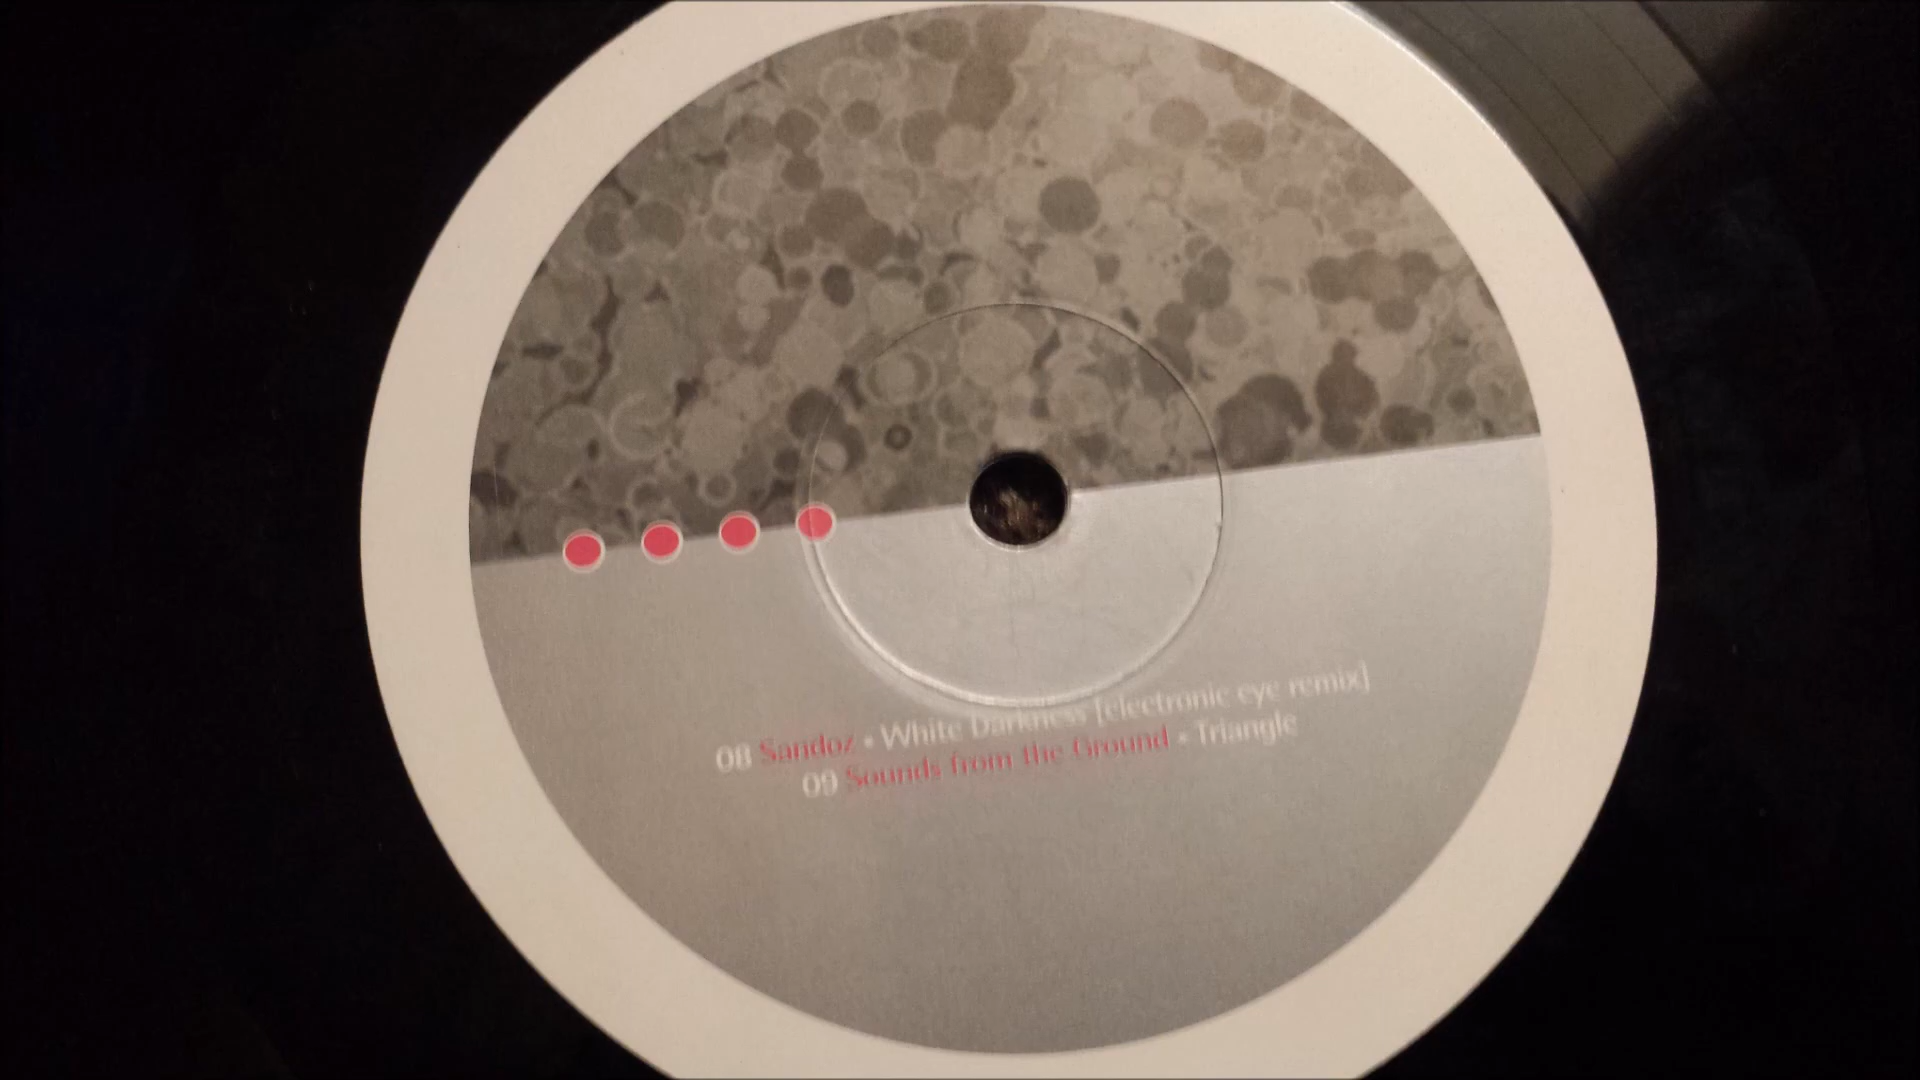 08 Sandoz • White Darkness [electronic eye remix]
09 Sounds from the Ground • Triangle